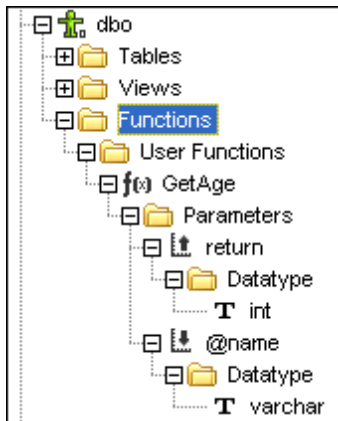 dbo
Tables
Views
Functions
User Functions
f(x) GetAge
Parameters
return
Datatype
T int
@name
Datatype
T varchar